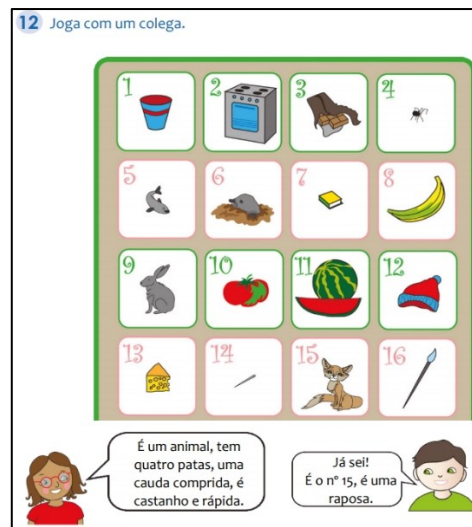 12 Joga com um colega.
1 2 3 4
5 6 7 8
9 10 11 12
13 14 15 16
É um animal, tem
quatro patas, uma
cauda comprida, é
castanho e rápida.
Já sei!
É o nº 15, é uma
raposa.